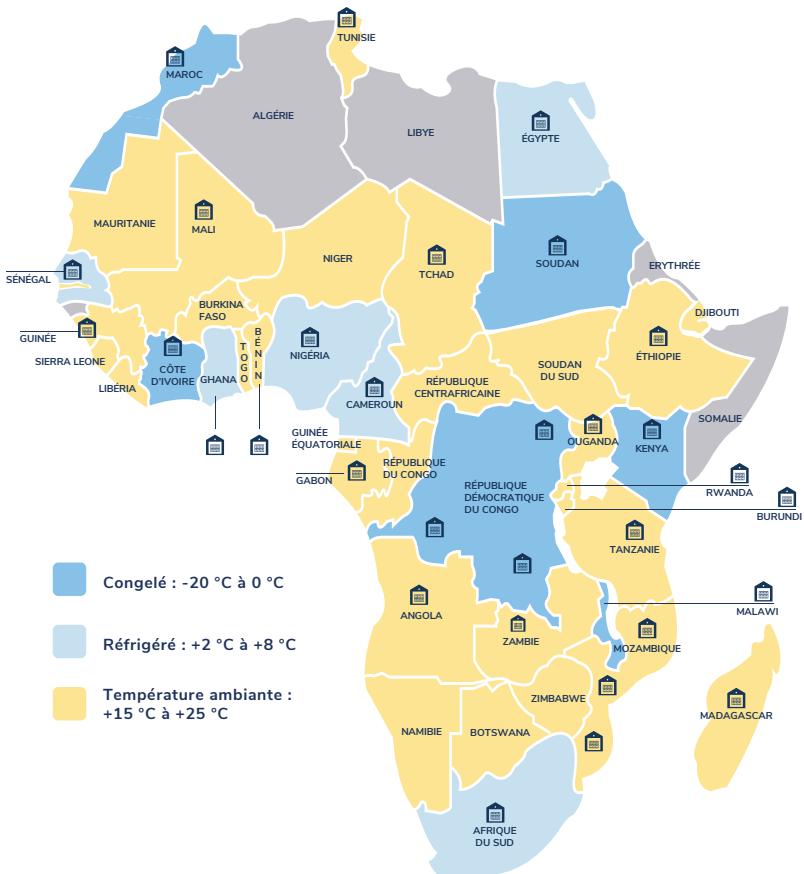 TUNISIE
MAROC
ALGÉRIE
LIBYE
ÉGYPTE
MAURITANIE
MALI
NIGER
TCHAD
SOUDAN
ERYTHRÉE
SÉNÉGAL
BURKINA
FASO
DJIBOUTI
GUINÉE
SIERRA LEONE
LIBÉRIA
CÔTE
D'IVOIRE
GHANA
TOGO
BÉNIN
NIGÉRIA
CAMEROUN
RÉPUBLIQUE
CENTRAFRICAINE
SOUDAN
DU SUD
ÉTHIOPIE
SOMALIE
GUINÉE
ÉQUATORIALE
GABON
RÉPUBLIQUE
DU CONGO
RÉPUBLIQUE
DÉMOCRATIQUE
DU CONGO
OUGANDA
KENYA
RWANDA
BURUNDI
TANZANIE
MALAWI
ANGOLA
ZAMBIE
MOZAMBIQUE
ZIMBABWE
MADAGASCAR
NAMIBIE
BOTSWANA
AFRIQUE
DU SUD
Congelé : -20 °C à 0 °C
Réfrigéré : +2 °C à +8 °C
Température ambiante :
+15 °C à +25 °C